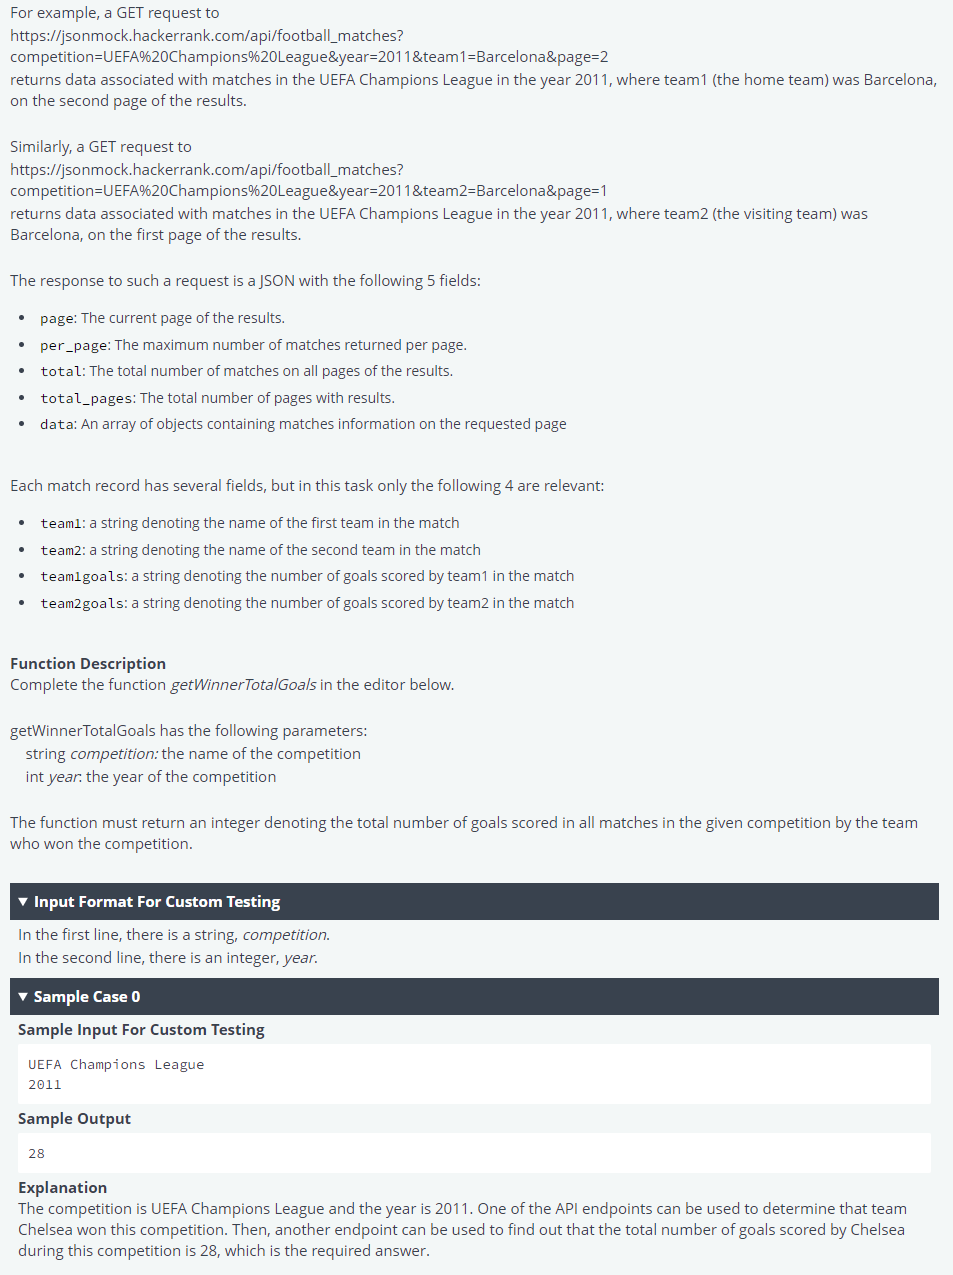 For example, a GET request to
https://jsonmock.hackerrank.com/api/football_matches?
competition=UEFA%20Champions%20League&year=2011&team1=Barcelona&page=2
returns data associated with matches in the UEFA Champions League in the year 2011, where team1 (the home team) was Barcelona,
on the second page of the results.
Similarly, a GET request to
https://jsonmock.hackerrank.com/api/football_matches?
competition=UEFA%20Champions%20League&year=2011&team2=Barcelona&page=1
returns data associated with matches in the UEFA Champions League in the year 2011, where team2 (the visiting team) was
Barcelona, on the first page of the results.
The response to such a request is a JSON with the following 5 fields:
• page: The current page of the results.
• per_page: The maximum number of matches returned per page.
• total: The total number of matches on all pages of the results.
• total_pages: The total number of pages with results.
• data: An array of objects containing matches information on the requested page
Each match record has several fields, but in this task only the following 4 are relevant:
• team1: a string denoting the name of the first team in the match
• team2: a string denoting the name of the second team in the match
• team1goals: a string denoting the number of goals scored by team1 in the match
• team2goals: a string denoting the number of goals scored by team2 in the match
Function Description
Complete the function getWinnerTotalGoals in the editor below.
getWinnerTotalGoals has the following parameters:
string competition: the name of the competition
int year: the year of the competition
The function must return an integer denoting the total number of goals scored in all matches in the given competition by the team
who won the competition.
▼ Input Format For Custom Testing
In the first line, there is a string, competition.
In the second line, there is an integer, year.
▼ Sample Case 0
Sample Input For Custom Testing
UEFA Champions League
2011
Sample Output
28
Explanation
The competition is UEFA Champions League and the year is 2011. One of the API endpoints can be used to determine that team
Chelsea won this competition. Then, another endpoint can be used to find out that the total number of goals scored by Chelsea
during this competition is 28, which is the required answer.